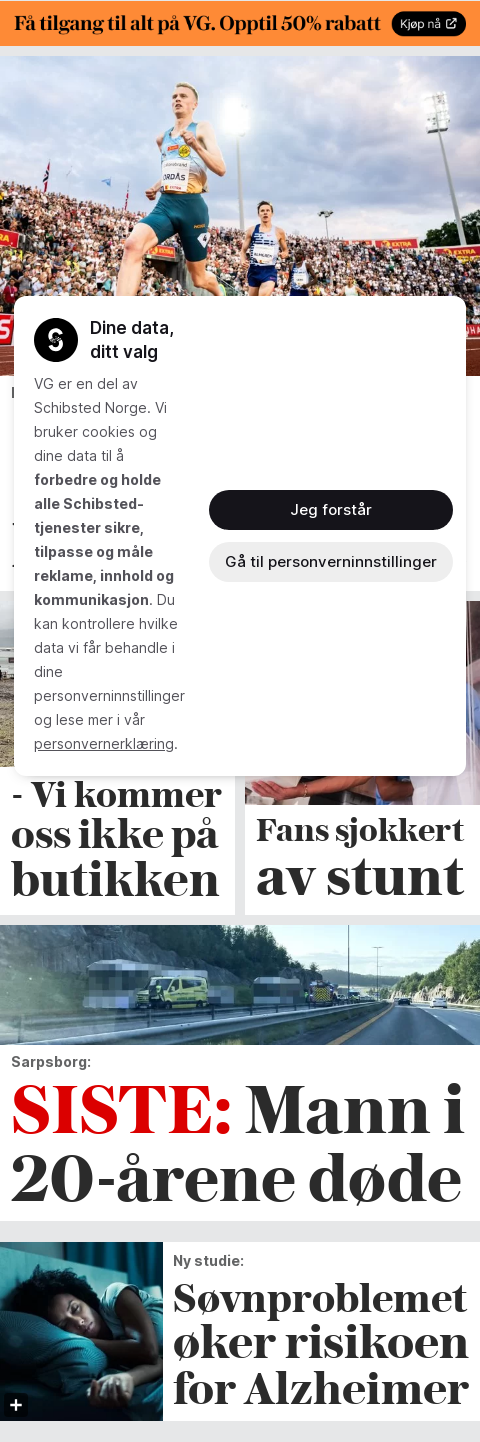 Få tilgang til alt på VG. Opptil 50% rabatt
Kjøp nå
ORDÅS
EXTRA
EXTRA
EXTRA
Dine data,
ditt valg
VG er en del av
Schibsted Norge. Vi
bruker cookies og
dine data til å
forbedre og holde
alle Schibsted-
tjenester sikre,
tilpasse og måle
reklame, innhold og
kommunikasjon. Du
kan kontrollere hvilke
data vi får behandle i
dine
personverninnstillinger
og lese mer i vår
personvernerklæring.
Jeg forstår
Gå til personverninnstillinger
- Vi kommer
oss ikke på
butikken
Fans sjokkert
av stunt
Sarpsborg:
SISTE: Mann i
20-årene døde
Ny studie:
Søvnproblemet
øker risikoen
for Alzheimer